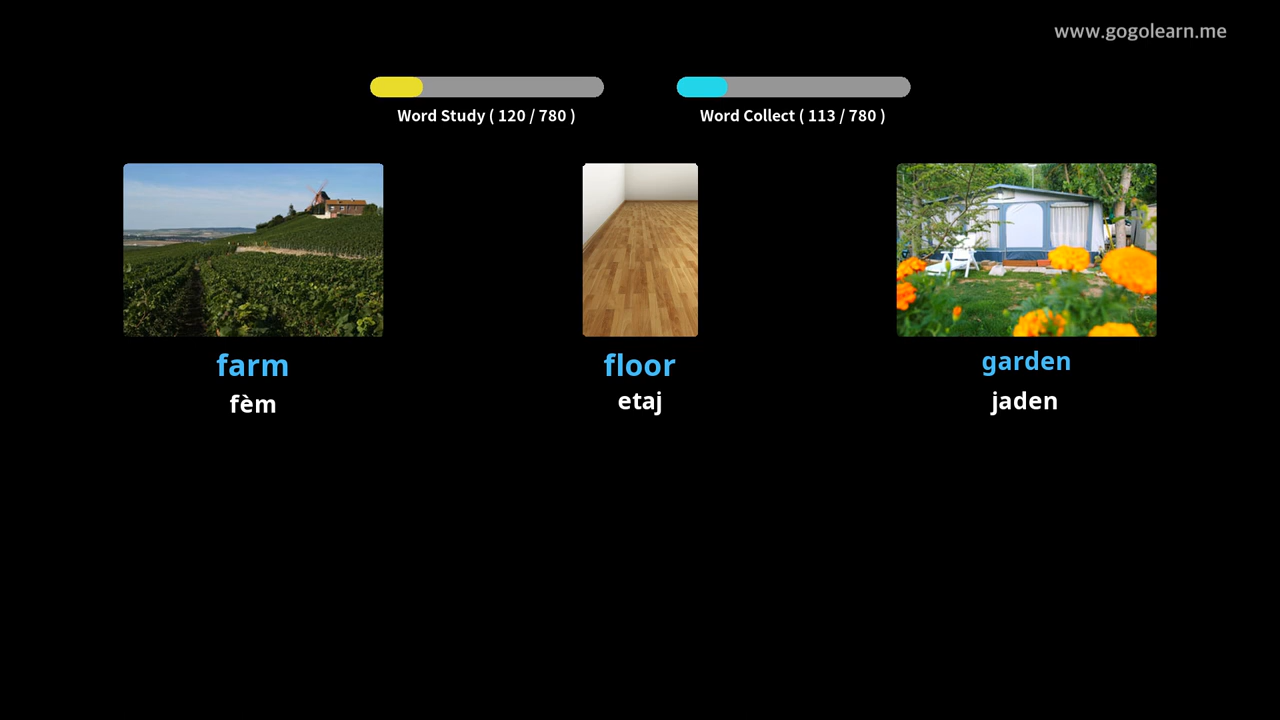 www.gogolearn.me
Word Study ( 120 / 780 )
Word Collect ( 113 / 780 )
farm
fèm
floor
etaj
garden
jaden